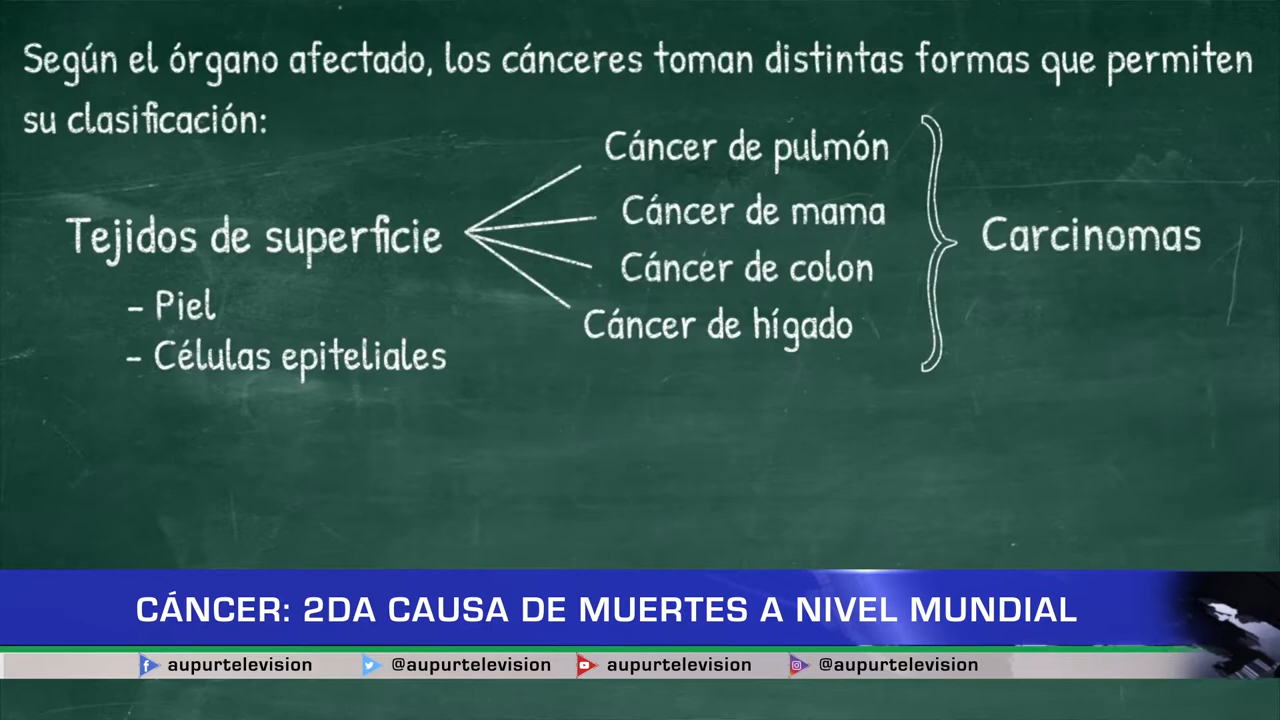 Según el órgano afectado, los cánceres toman distintas formas que permiten
su clasificación:
Tejidos de superficie
- Piel
- Células epiteliales
Cáncer de pulmón
Cáncer de mama
Cáncer de colon
Cáncer de hígado
Carcinomas
CÁNCER: 2DA CAUSA DE MUERTES A NIVEL MUNDIAL
aupurtelevision @aupurtelevision aupurtelevision @aupurtelevision